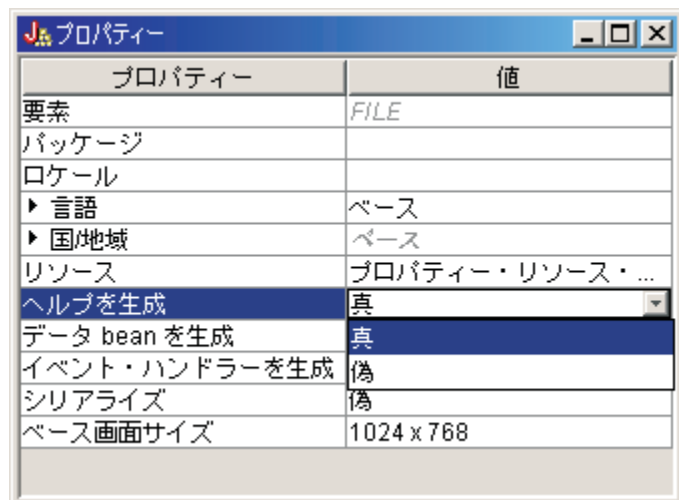 プロパティー
プロパティー 値
要素 FILE
パッケージ
ロケール
言語 ベース
国/地域 ベース
リソース プロパティー・リソース・...
ヘルプを生成 真
データ bean を生成 真
イベント・ハンドラーを生成 偽
シリアライズ 偽
ベース画面サイズ 1024 x 768